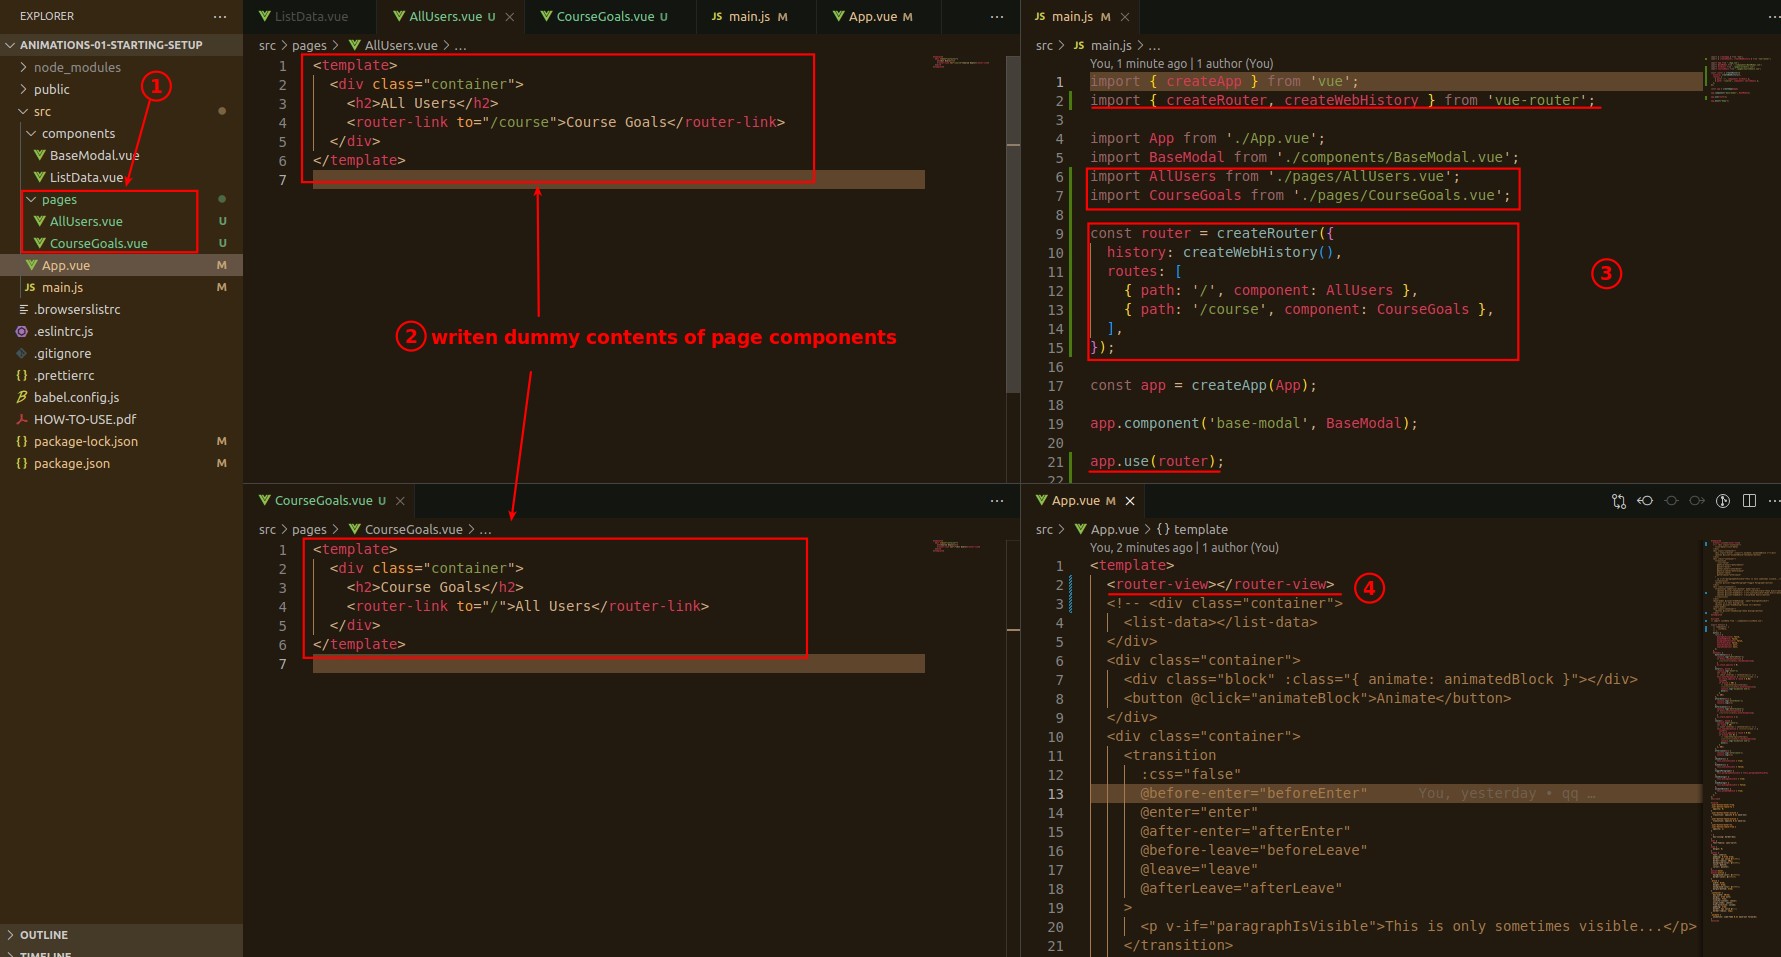 EXPLORER ...
ANIMATIONS-01-STARTING-SETUP
node_modules
public
src
components
BaseModal.vue
ListData.vue
pages
AllUsers.vue U
CourseGoals.vue U
App.vue M
JS main.js M
.browserslistrc
.eslintrc.js
.gitignore
{} .prettierrc
babel.config.js
HOW-TO-USE.pdf
{} package-lock.json M
{} package.json M
OUTLINE
TIMELINE
1
ListData.vue AllUsers.vue U CourseGoals.vue U JS main.js M App.vue M ...
src > pages > AllUsers.vue > ...
1 <template>
2 <div class="container">
3 <h2>ALl Users</h2>
4 <router-link to="/course">Course Goals</router-link>
5 </div>
6 </template>
7
2 writen dummy contents of page components
CourseGoals.vue U ...
src > pages > CourseGoals.vue > ...
1 <template>
2 <div class="container">
3 <h2>Course Goals</h2>
4 <router-link to="/">All Users</router-link>
5 </div>
6 </template>
7
JS main.js M ...
src > JS main.js > ...
You, 1 minute ago | 1 author (You)
1 import { createApp } from 'vue';
2 import { createRouter, createWebHistory } from 'vue-router';
3
4 import App from './App.vue';
5 import BaseModal from './components/BaseModal.vue';
6 import AllUsers from './pages/AllUsers.vue';
7 import CourseGoals from './pages/CourseGoals.vue';
8
9 const router = createRouter({
10 history: createWebHistory(),
11 routes: [
12 { path: '/', component: AllUsers },
13 { path: '/course', component: CourseGoals },
14 ],
15 });
16
17 const app = createApp(App);
18
19 app.component('base-modal', BaseModal);
20
21 app.use(router);
22
3
App.vue M ...
src > App.vue > {} template
You, 2 minutes ago | 1 author (You)
1 <template>
2 <router-view></router-view>
4
3 <!-- <div class="container">
4 <list-data></list-data>
5 </div>
6 <div class="container">
7 <div class="block" :class="{ animate: animatedBlock }"></div>
8 <button @click="animateBlock">Animate</button>
9 </div>
10 <div class="container">
11 <transition
12 :css="false"
13 @before-enter="beforeEnter" You, yesterday • qq ...
14 @enter="enter"
15 @after-enter="afterEnter"
16 @before-leave="beforeLeave"
17 @leave="leave"
18 @afterLeave="afterLeave"
19 >
20 <p v-if="paragraphIsVisible">This is only sometimes visible...</p>
21 </transition>